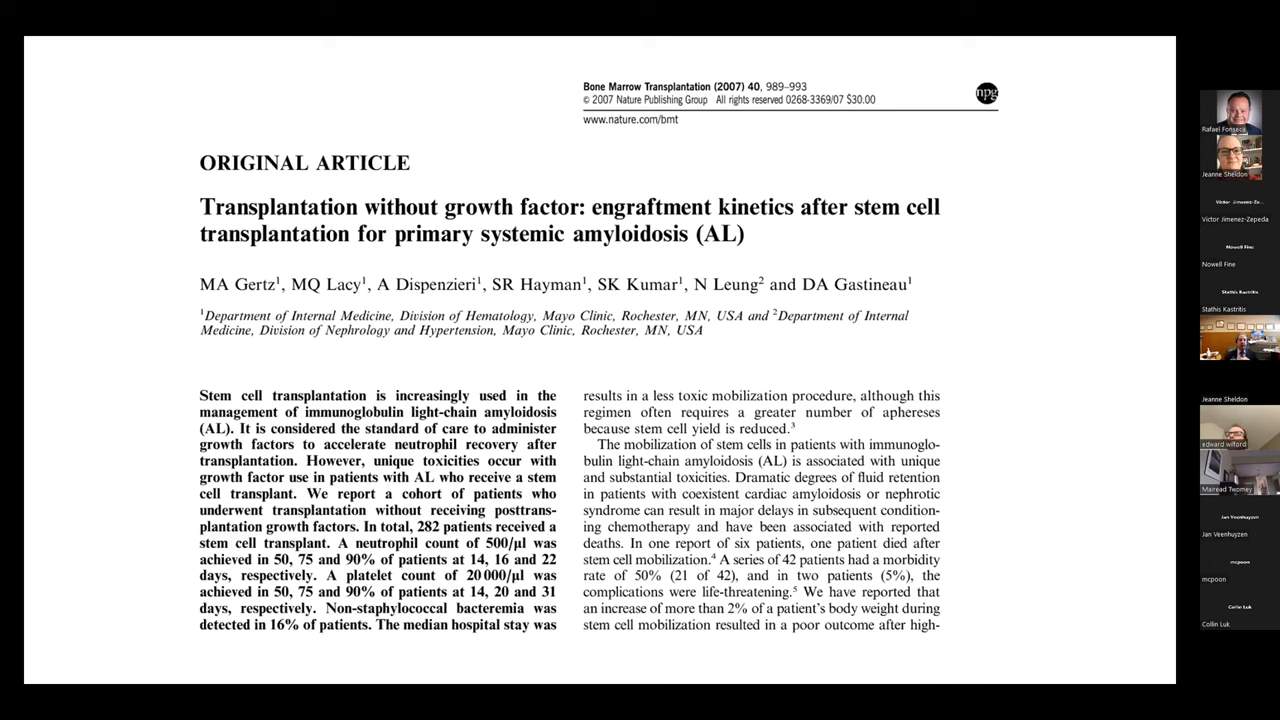 Bone Marrow Transplantation (2007) 40, 989–993
© 2007 Nature Publishing Group All rights reserved 0268-3369/07 $30.00
npg
www.nature.com/bmt
ORIGINAL ARTICLE
Transplantation without growth factor: engraftment kinetics after stem cell
transplantation for primary systemic amyloidosis (AL)
MA Gertz1, MQ Lacy1, A Dispenzieri1, SR Hayman1, SK Kumar1, N Leung2 and DA Gastineau1
1Department of Internal Medicine, Division of Hematology, Mayo Clinic, Rochester, MN, USA and 2Department of Internal
Medicine, Division of Nephrology and Hypertension, Mayo Clinic, Rochester, MN, USA
Stem cell transplantation is increasingly used in the
management of immunoglobulin light-chain amyloidosis
(AL). It is considered the standard of care to administer
growth factors to accelerate neutrophil recovery after
transplantation. However, unique toxicities occur with
growth factor use in patients with AL who receive a stem
cell transplant. We report a cohort of patients who
underwent transplantation without receiving posttrans-
plantation growth factors. In total, 282 patients received a
stem cell transplant. A neutrophil count of 500/μl was
achieved in 50, 75 and 90% of patients at 14, 16 and 22
days, respectively. A platelet count of 20 000/μl was
achieved in 50, 75 and 90% of patients at 14, 20 and 31
days, respectively. Non-staphylococcal bacteremia was
detected in 16% of patients. The median hospital stay was
results in a less toxic mobilization procedure, although this
regimen often requires a greater number of aphereses
because stem cell yield is reduced.3
The mobilization of stem cells in patients with immunoglo-
bulin light-chain amyloidosis (AL) is associated with unique
and substantial toxicities. Dramatic degrees of fluid retention
in patients with coexistent cardiac amyloidosis or nephrotic
syndrome can result in major delays in subsequent condition-
ing chemotherapy and have been associated with reported
deaths. In one report of six patients, one patient died after
stem cell mobilization.4 A series of 42 patients had a morbidity
rate of 50% (21 of 42), and in two patients (5%), the
complications were life-threatening.5 We have reported that
an increase of more than 2% of a patient's body weight during
stem cell mobilization resulted in a poor outcome after high-
Rafael Fonseca
Jeanne Sheldon
Victor Jimenez-Ze...
Victor Jimenez-Zepeda
Nowell Fine
Nowell Fine
Stathis Kastritis
Stathis Kastritis
Jeanne Sheldon
edward wilford
Mairead Twomey
Jan Veenhuyzen
Jan Veenhuyzen
mcpoon
mcpoon
Collin Luk
Collin Luk